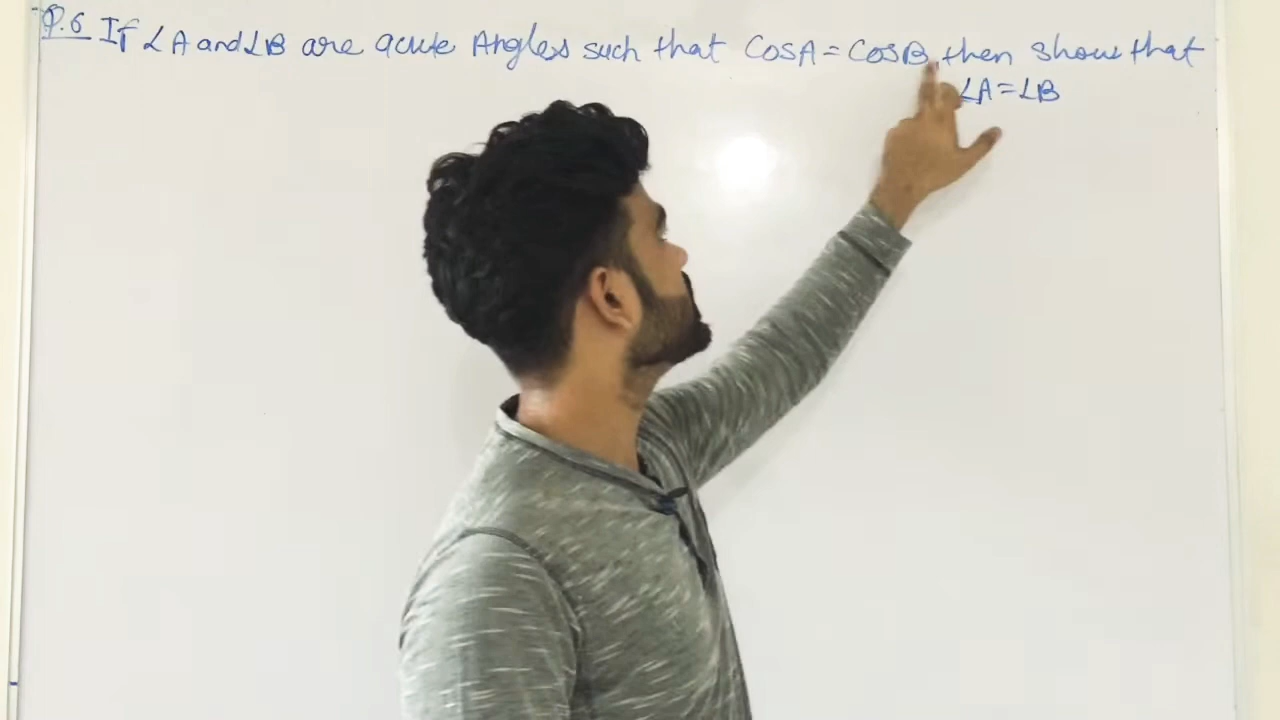 Q.6 If ∠A and ∠B are acute Angles such that CosA = CosB, then show that
∠A = ∠B